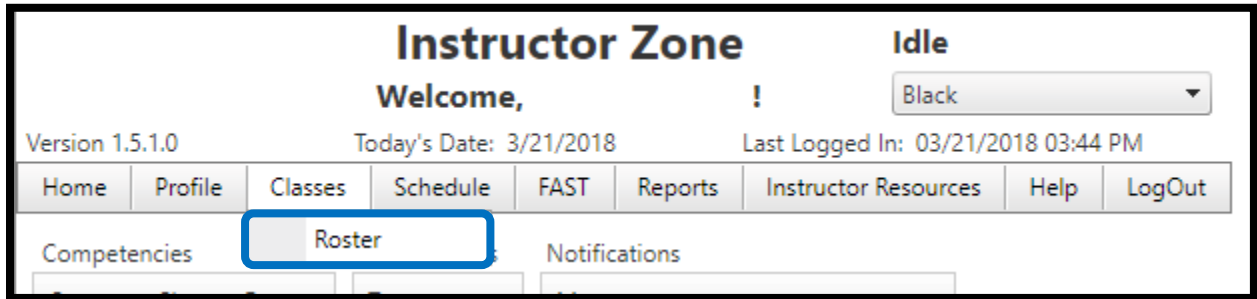 Instructor Zone Idle
Welcome, ! Black
Version 1.5.1.0 Today's Date: 3/21/2018 Last Logged In: 03/21/2018 03:44 PM
Home Profile Classes Schedule FAST Reports Instructor Resources Help LogOut
Roster
Competencies Notifications